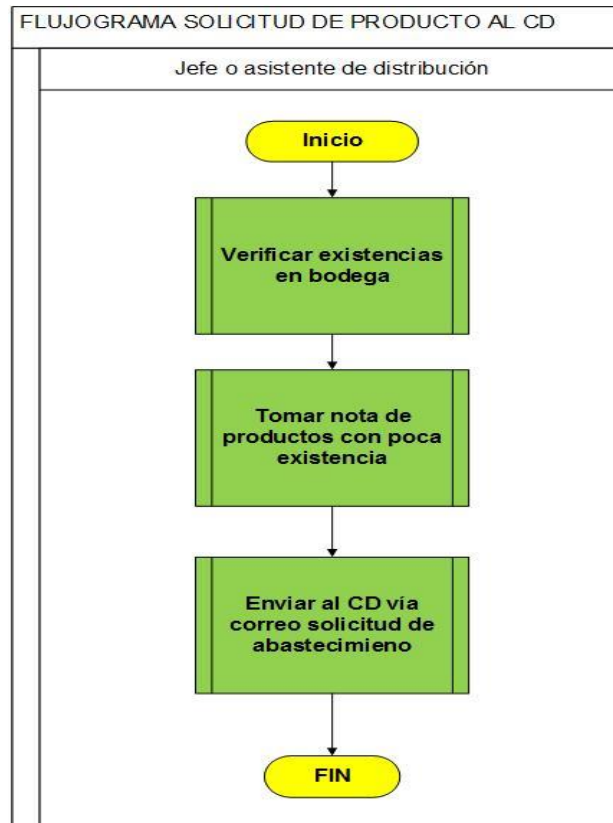 FLUJOGRAMA SOLICITUD DE PRODUCTO AL CD
Jefe o asistente de distribución
Inicio
Verificar existencias
en bodega
Tomar nota de
productos con poca
existencia
Enviar al CD vía
correo solicitud de
abastecimieno
FIN